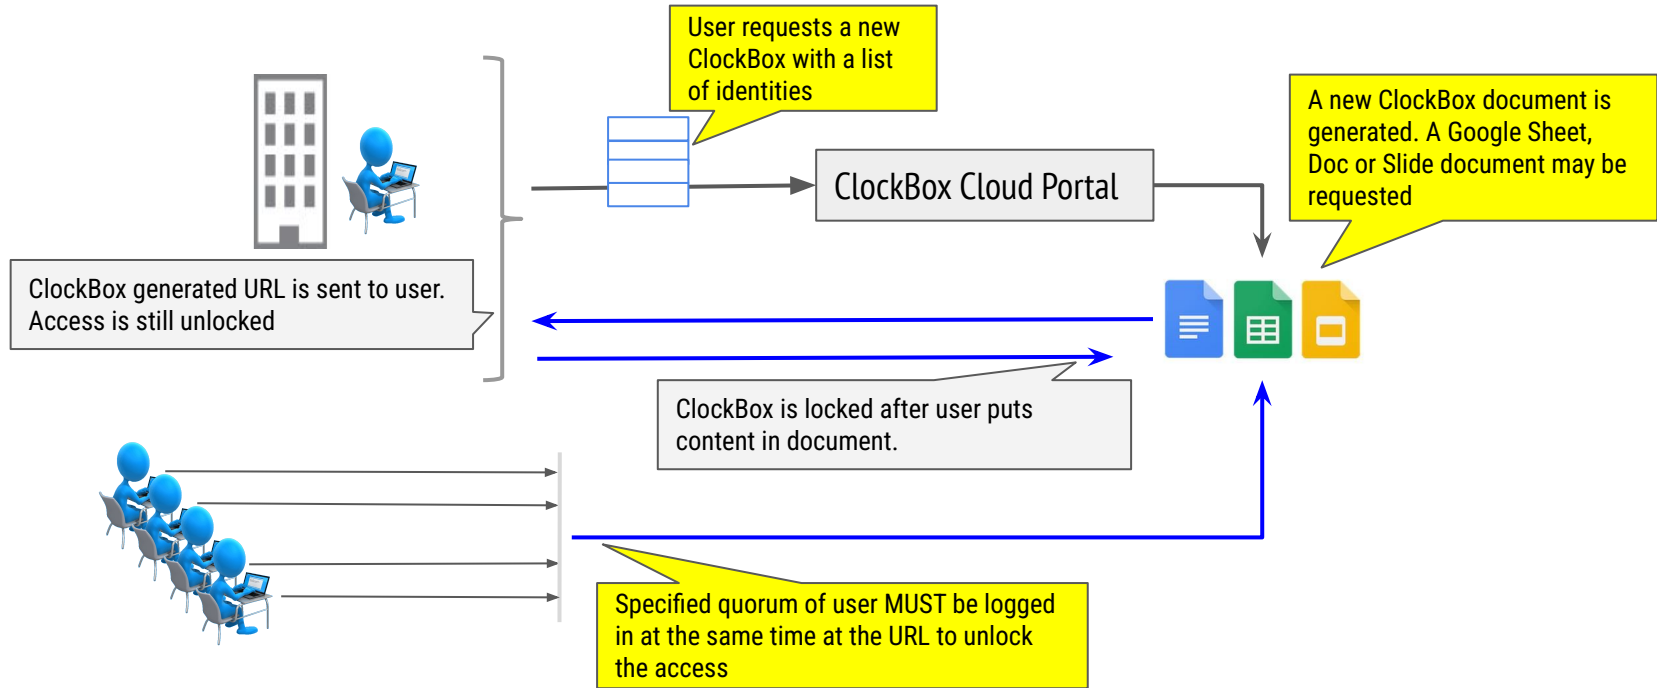 User requests a new
ClockBox with a list
of identities
A new ClockBox document is
generated. A Google Sheet,
Doc or Slide document may be
requested
ClockBox Cloud Portal
ClockBox generated URL is sent to user.
Access is still unlocked
ClockBox is locked after user puts
content in document.
Specified quorum of user MUST be logged
in at the same time at the URL to unlock
the access